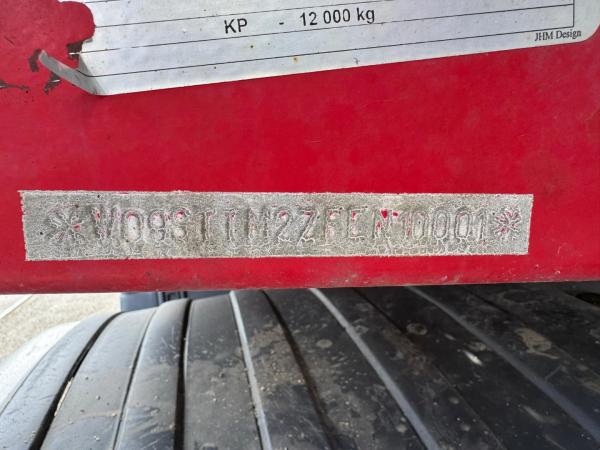 KP - 12 000 kg
JHM Design
*W09STTM2ZFEN10001*